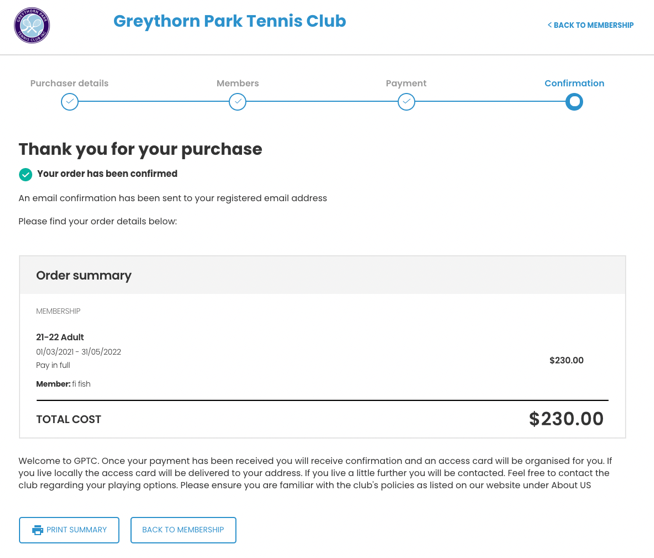 GREYTHORN PARK
TENNIS CLUB
Greythorn Park Tennis Club
< BACK TO MEMBERSHIP
Purchaser details
Members
Payment
Confirmation
Thank you for your purchase
Your order has been confirmed
An email confirmation has been sent to your registered email address
Please find your order details below:
Order summary
MEMBERSHIP
21-22 Adult
01/03/2021 - 31/05/2022
Pay in full
$230.00
Member: fi fish
TOTAL COST
$230.00
Welcome to GPTC. Once your payment has been received you will receive confirmation and an access card will be organised for you. If
you live locally the access card will be delivered to your address. If you live a little further you will be contacted. Feel free to contact the
club regarding your playing options. Please ensure you are familiar with the club's policies as listed on our website under About US
PRINT SUMMARY
BACK TO MEMBERSHIP